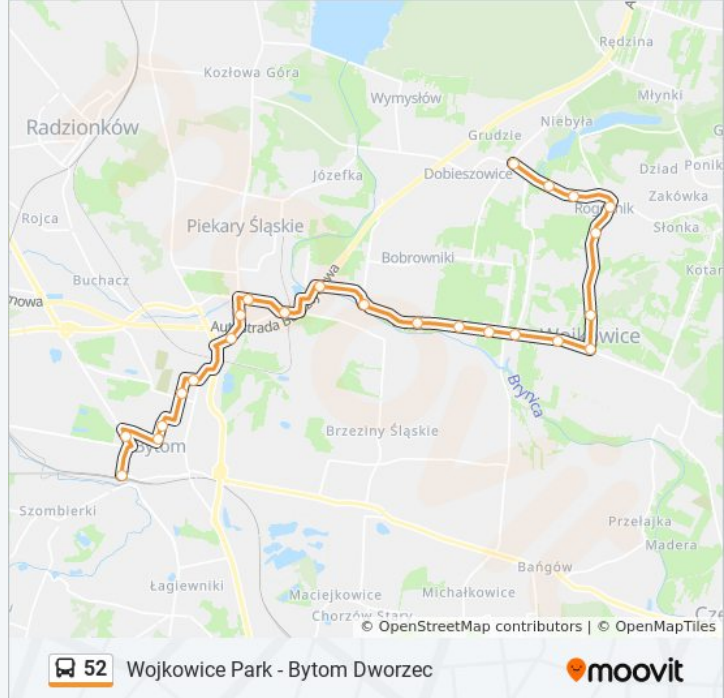 Rędzina
Kozłowa Góra
Wymysłów
Młynki
Radzionków
Niebyła
Grudzie
Józefka
Dobieszowice
Dziad
Ponik
Zakówka
Rojca
Piekary Śląskie
Słonka
Bobrowniki
Kotar
Buchacz
mowa
Wojkowice
Brynica
Brzeziny Śląskie
Bytom
Szombierki
Przełajka
Madera
Bańgów
Łagiewniki
Maciejkowice
Michałkowice
Chorzów Stary
© OpenStreetMap contributors | © OpenMapTiles
52 Wojkowice Park - Bytom Dworzec
moovit